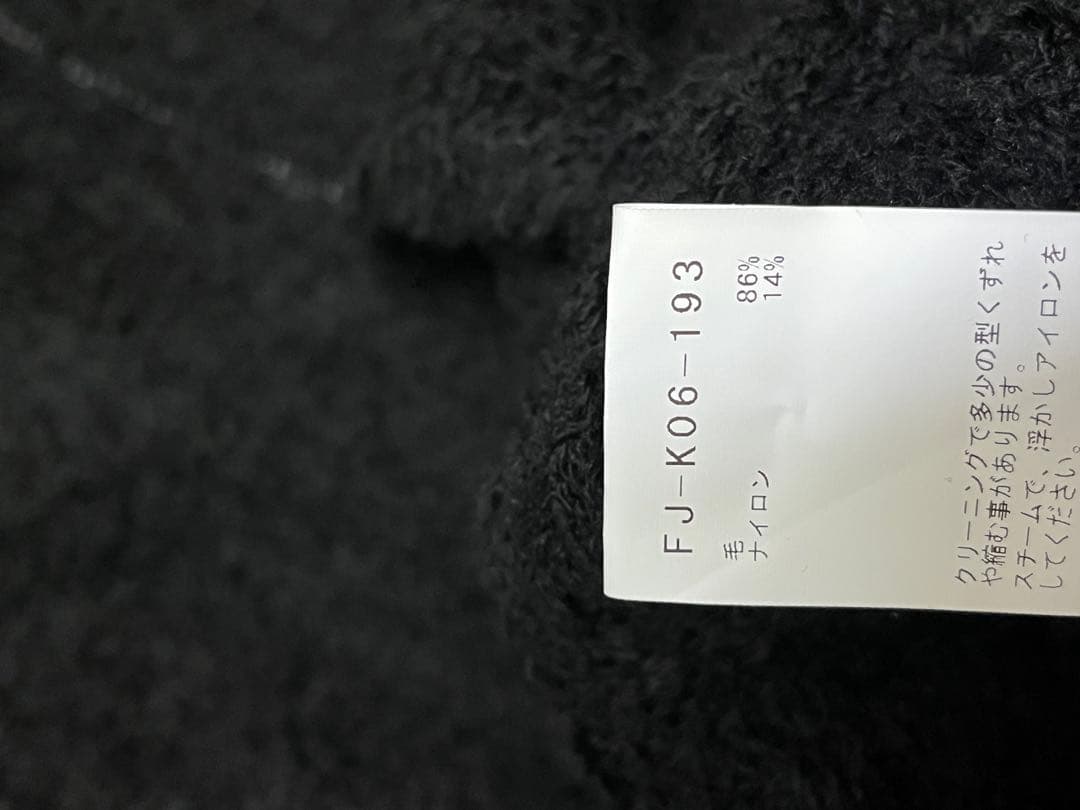 FJ-K06-193
毛 86%
ナイロン 14%
クリーニングで多少の型くずれ
や縮む事があります。
スチームで、浮かしアイロンを
してください。